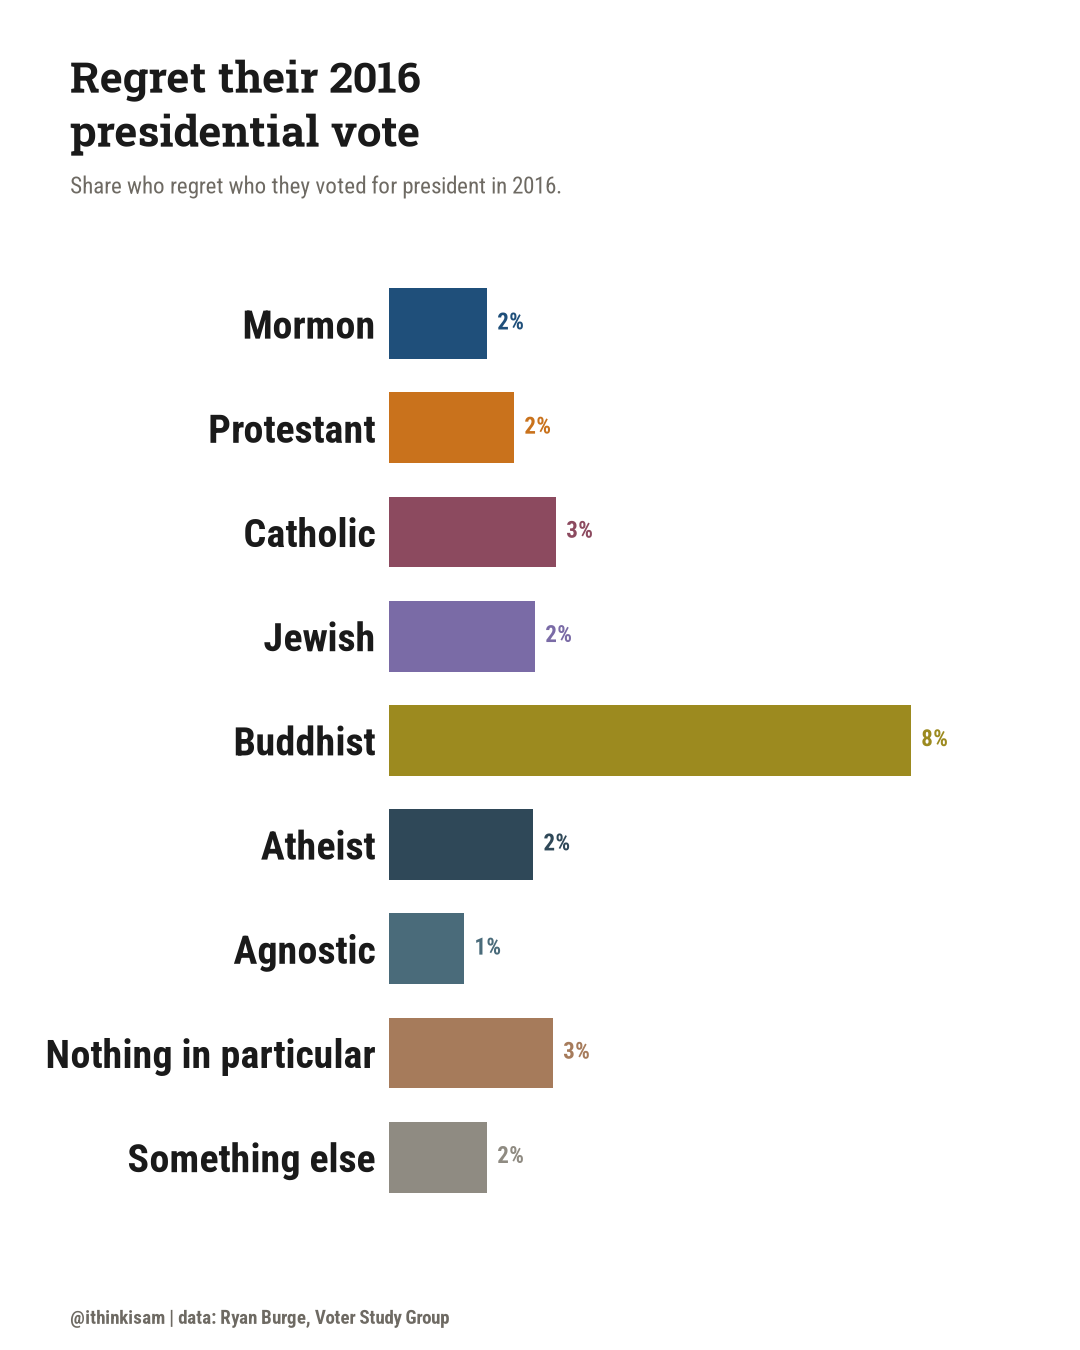 Regret their 2016
presidential vote
Share who regret who they voted for president in 2016.
Mormon 2%
Protestant 2%
Catholic 3%
Jewish 2%
Buddhist 8%
Atheist 2%
Agnostic 1%
Nothing in particular 3%
Something else 2%
@ithinkisam | data: Ryan Burge, Voter Study Group